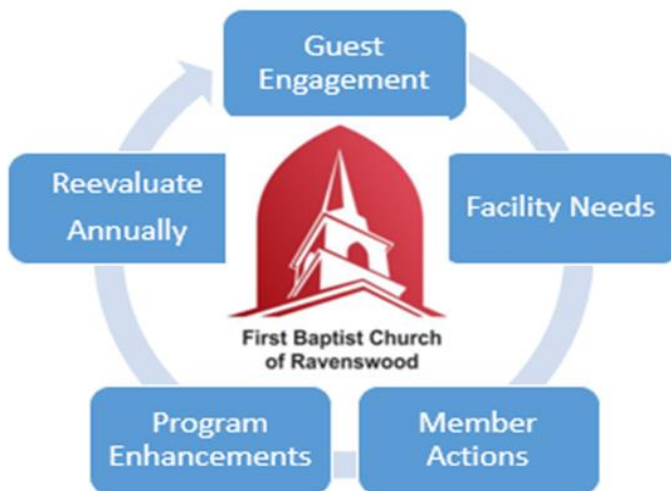 Guest
Engagement
Facility Needs
Member
Actions
Program
Enhancements
Reevaluate
Annually
First Baptist Church
of Ravenswood